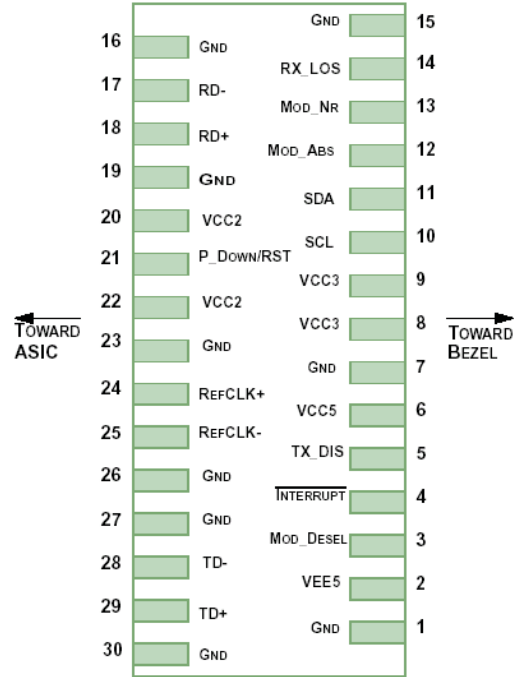 GND 15
16 GND
RX_LOS 14
17 RD-
MOD_NR 13
18 RD+
MOD_ABS 12
19 GND
SDA 11
20 VCC2
SCL 10
21 P_DOWN/RST
VCC3 9
22 VCC2
VCC3 8
TOWARD ASIC
TOWARD BEZEL
23 GND
GND 7
24 REFCLK+
VCC5 6
25 REFCLK-
TX_DIS 5
26 GND
INTERRUPT 4
27 GND
MOD_DESEL 3
28 TD-
VEE5 2
29 TD+
GND 1
30 GND